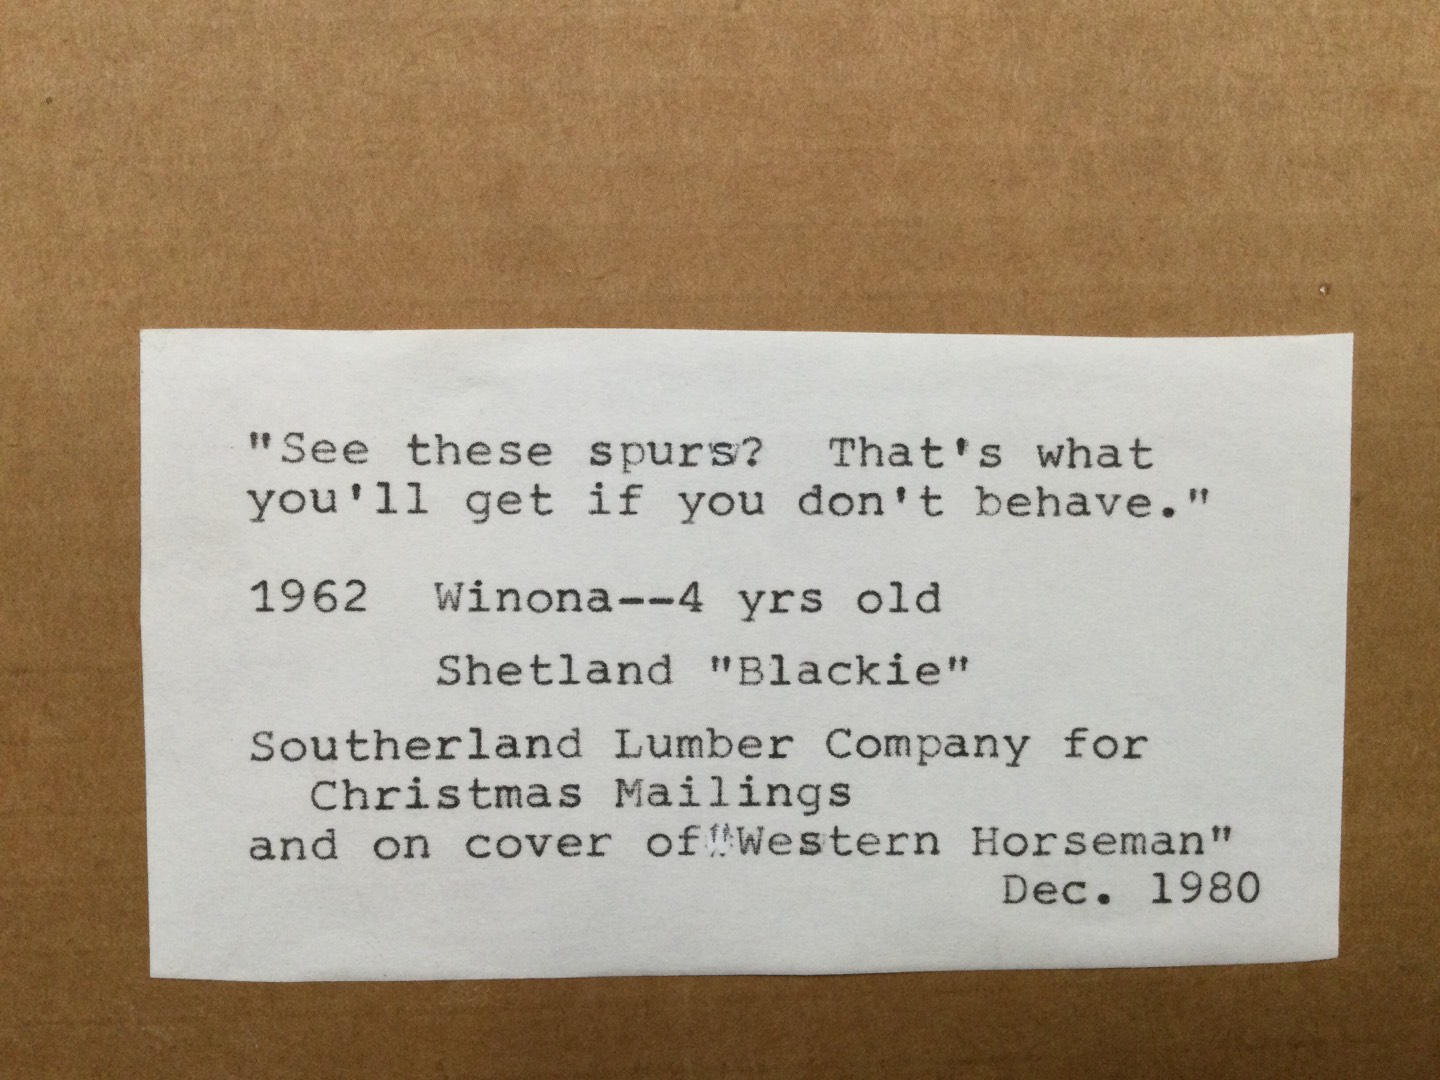 "See these spurs?  That's what
you'll get if you don't behave."
1962  Winona--4 yrs old
Shetland "Blackie"
Southerland Lumber Company for
Christmas Mailings
and on cover of "Western Horseman"
Dec. 1980